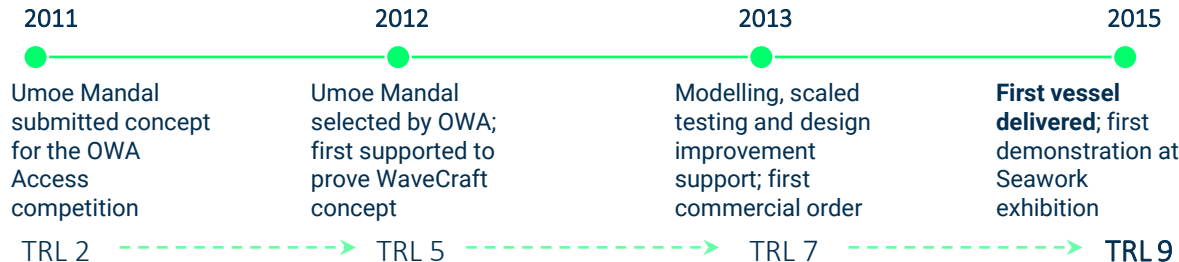 2011
2012
2013
2015
Umoe Mandal
submitted concept
for the OWA
Access
competition
Umoe Mandal
selected by OWA;
first supported to
prove WaveCraft
concept
Modelling, scaled
testing and design
improvement
support; first
commercial order
First vessel
delivered; first
demonstration at
Seawork
exhibition
TRL 2
TRL 5
TRL 7
TRL 9